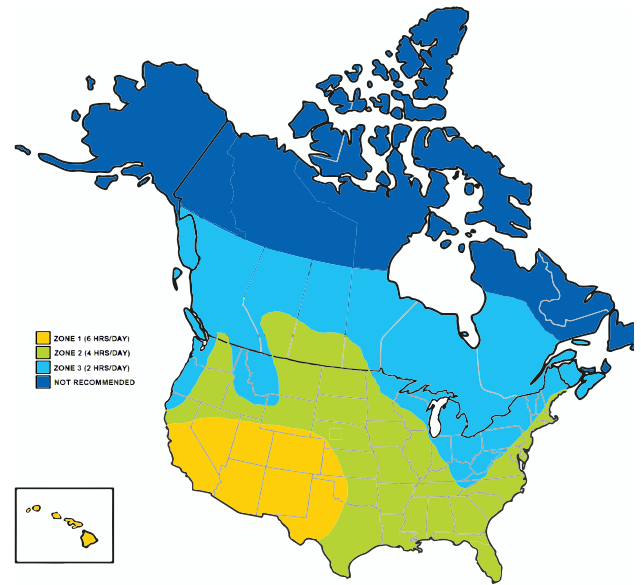 ZONE 1 (6 HRS/DAY)
ZONE 2 (4 HRS/DAY)
ZONE 3 (2 HRS/DAY)
NOT RECOMMENDED